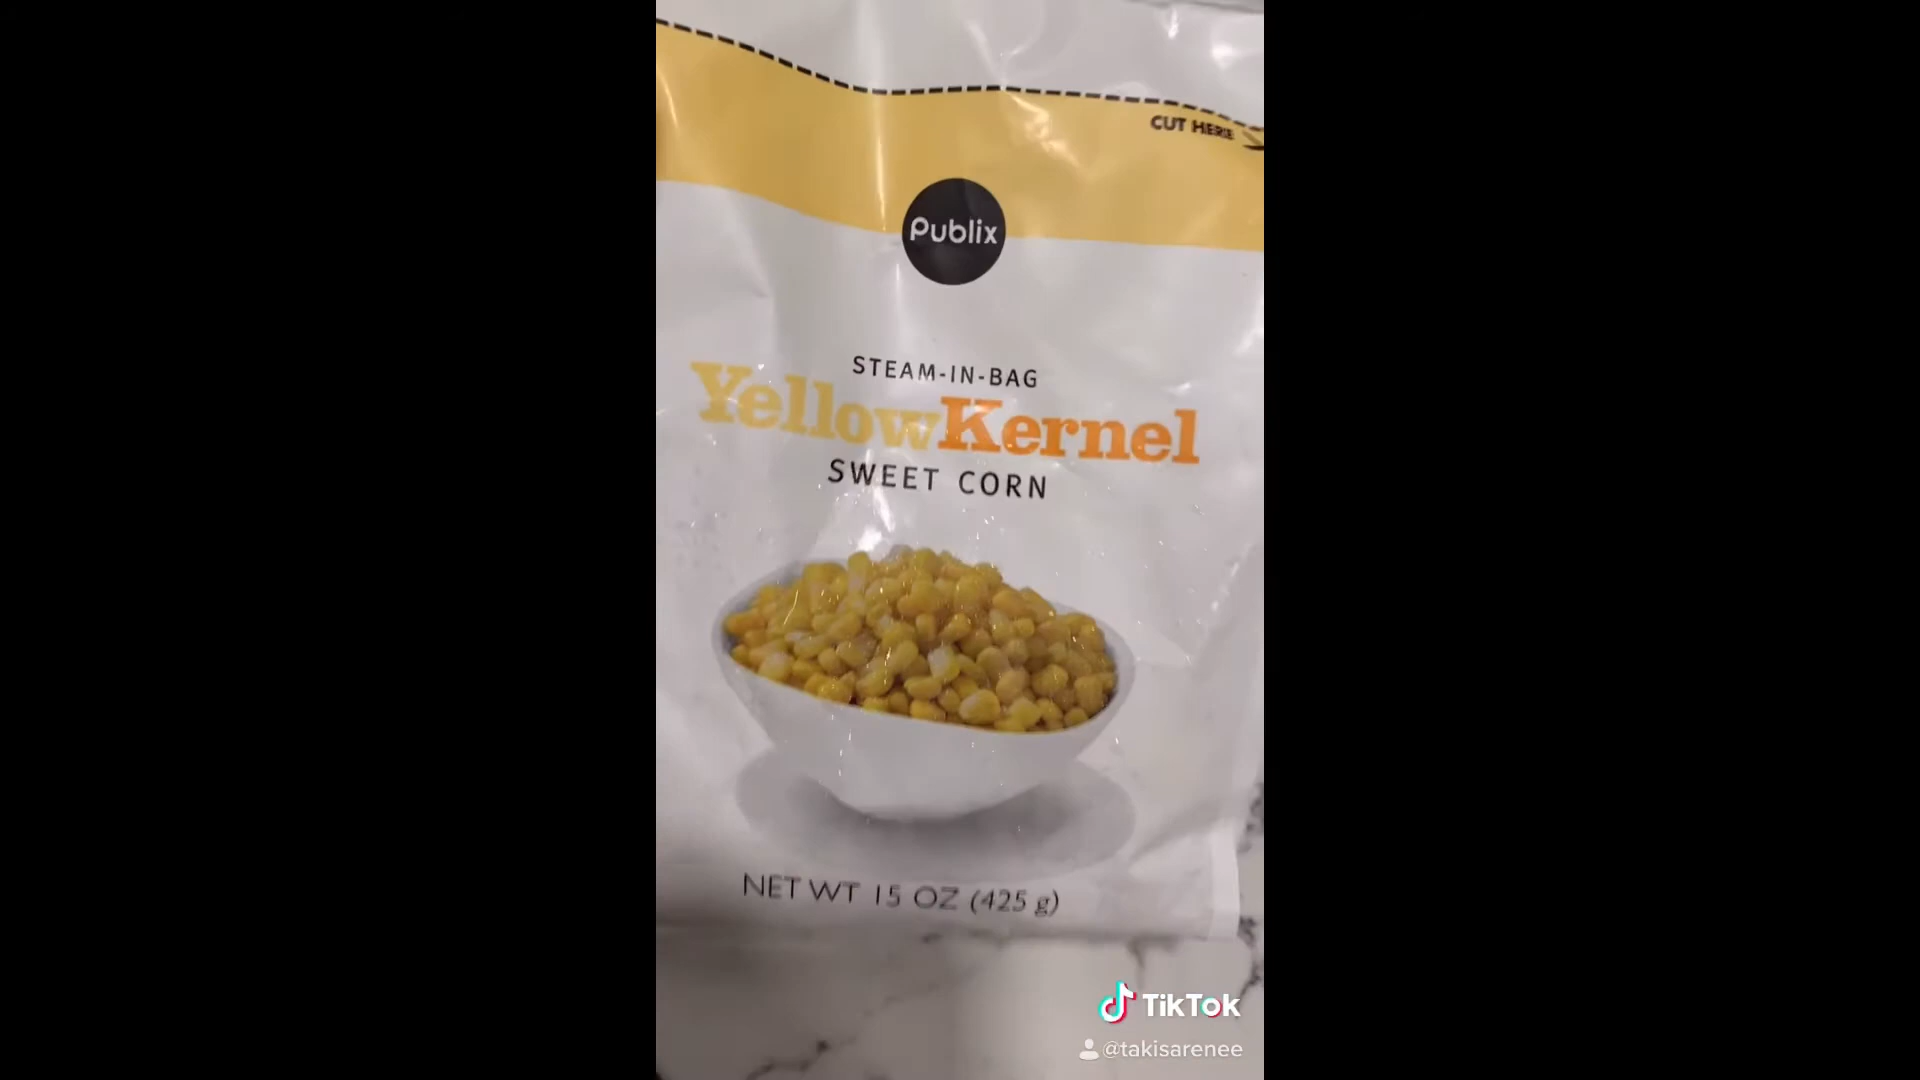 CUT HERE
Publix
STEAM-IN-BAG
YellowKernel
SWEET CORN
NET WT 15 OZ (425 g)
TikTok
@takisarenee